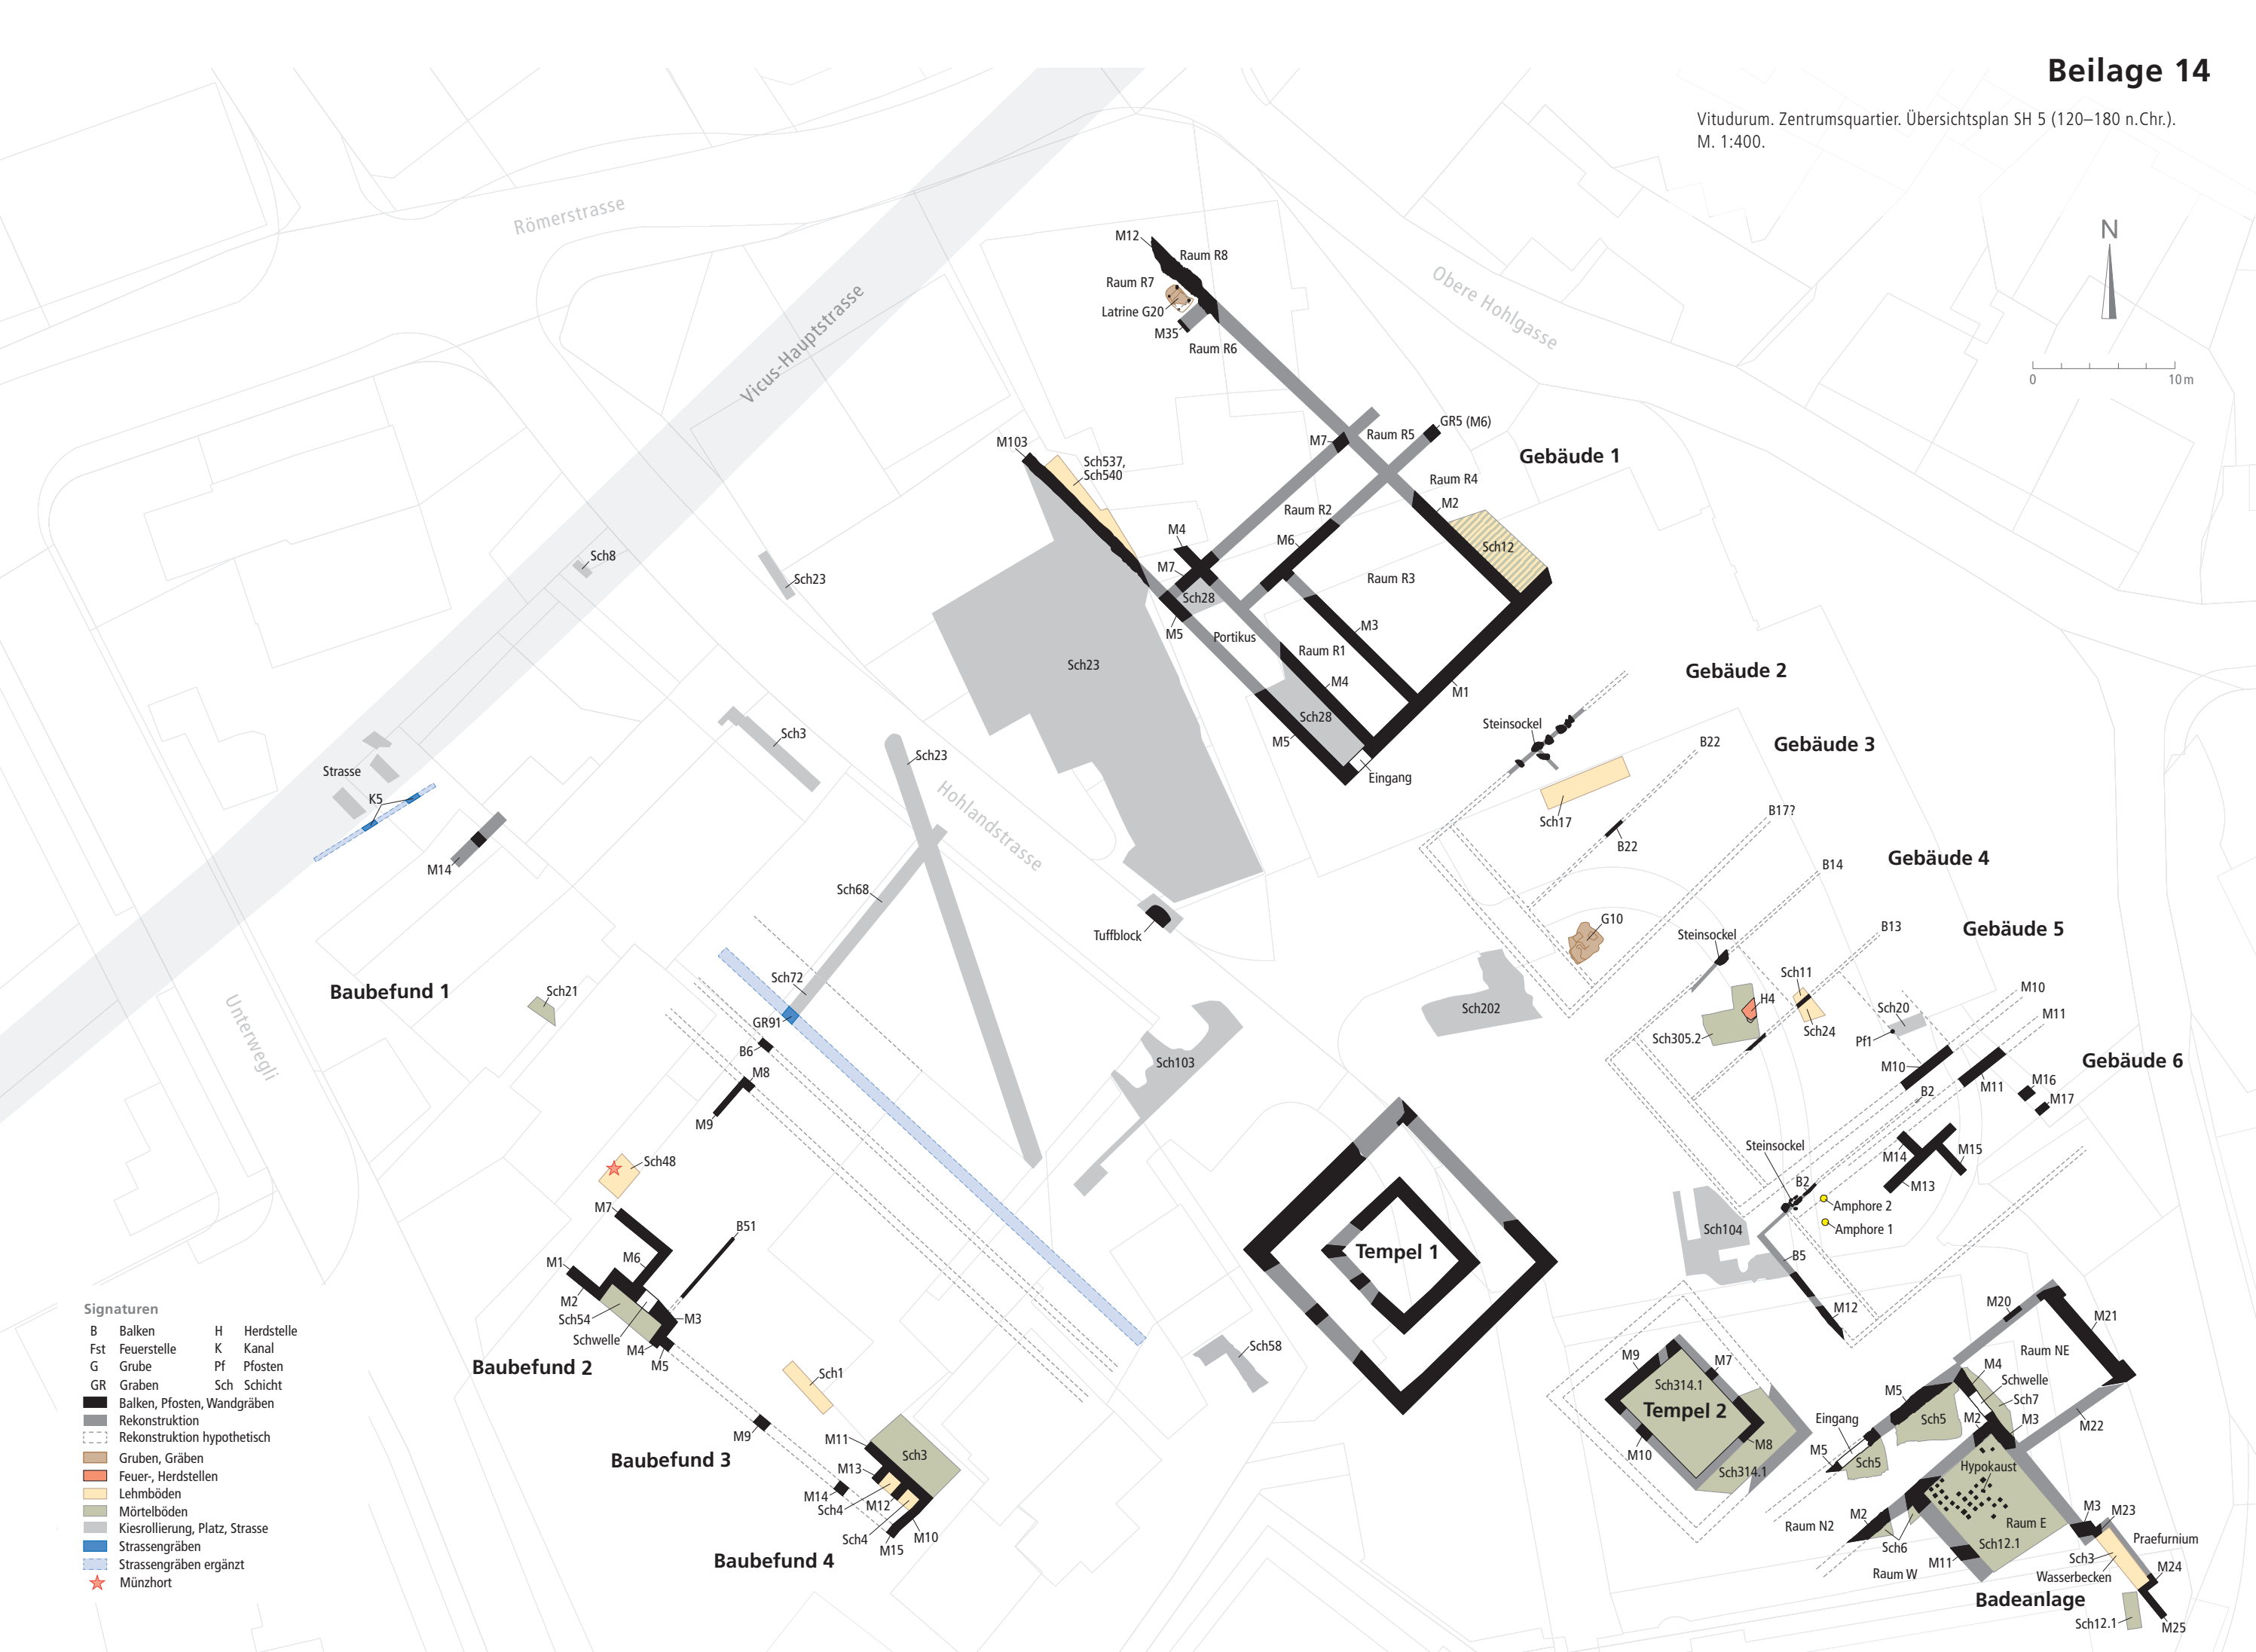 Beilage 14
Vitudurum. Zentrumsquartier. Übersichtsplan SH 5 (120–180 n.Chr.).
M. 1:400.
N
0 10 m
Römerstrasse
Vicus-Hauptstrasse
Obere Hohlgasse
Hohlandstrasse
Unterwegli
M12
Raum R8
Raum R7
Latrine G20
M35
Raum R6
M7
Raum R5
GR5 (M6)
Gebäude 1
M103
Sch537,
Sch540
Raum R4
M2
Raum R2
M4
M6
Sch12
M7
Raum R3
Sch28
M5
Portikus
M3
Raum R1
M4
M1
Sch28
M5
Eingang
Sch8
Sch23
Sch23
Sch3
Sch23
Strasse
K5
M14
Sch68
Tuffblock
Baubefund 1
Sch21
Sch72
GR91
B6
M8
M9
Sch103
Sch48
M7
B51
M6
M1
M2
Sch54
Schwelle
M3
M4
M5
Baubefund 2
Sch1
M9
Sch58
Baubefund 3
M11
Sch3
M13
M14
M12
Sch4
Sch4
M10
M15
Baubefund 4
Gebäude 2
Steinsockel
B22
Gebäude 3
Sch17
B22
B17?
Gebäude 4
B14
G10
Steinsockel
B13
Gebäude 5
Sch11
Sch202
H4
Sch20
M10
Sch305.2
Sch24
Pf1
M11
Gebäude 6
M10
M11
M16
B2
M17
Steinsockel
M14
M15
B2
M13
Amphore 2
Sch104
Amphore 1
B5
M12
Tempel 1
M20
M21
Raum NE
M9
M7
M4
Schwelle
Sch314.1
M5
Sch7
Tempel 2
Eingang
Sch5
M2
M3
M22
M8
M10
M5
Sch5
Sch314.1
Hypokaust
M2
M3
M23
Raum N2
Raum E
Praefurnium
Sch6
Sch12.1
M11
Sch3
M24
Raum W
Wasserbecken
Badeanlage
Sch12.1
M25
Signaturen
B Balken H Herdstelle
Fst Feuerstelle K Kanal
G Grube Pf Pfosten
GR Graben Sch Schicht
Balken, Pfosten, Wandgräben
Rekonstruktion
Rekonstruktion hypothetisch
Gruben, Gräben
Feuer-, Herdstellen
Lehmböden
Mörtelböden
Kiesrollierung, Platz, Strasse
Strassengräben
Strassengräben ergänzt
Münzhort